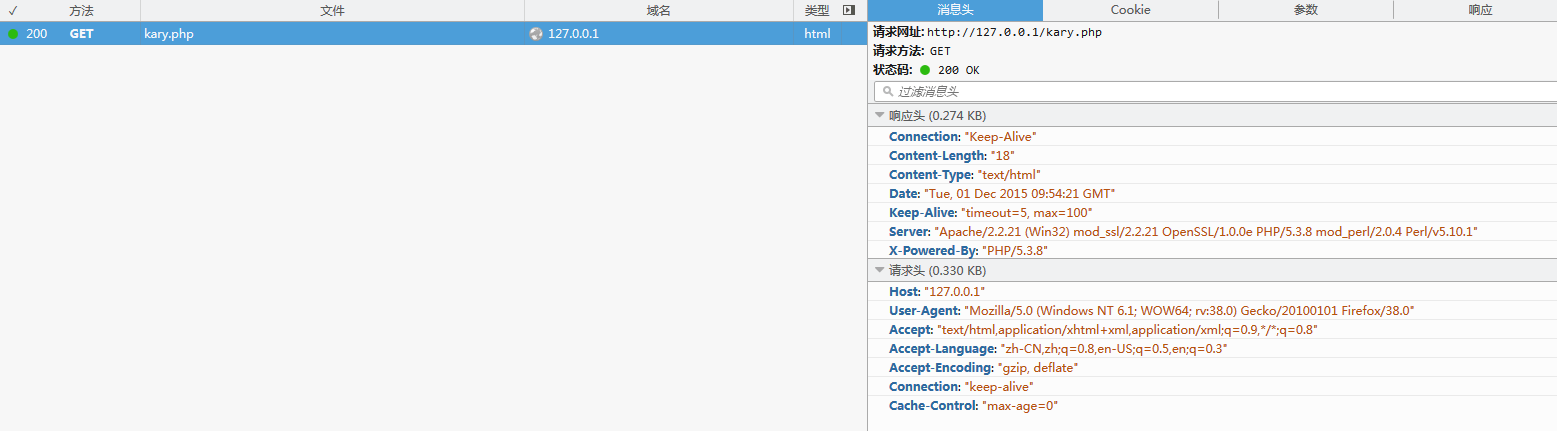 ✓ 方法 文件 域名 类型
200 GET kary.php 127.0.0.1 html
消息头 Cookie 参数 响应
请求网址: http://127.0.0.1/kary.php
请求方法: GET
状态码: 200 OK
过滤消息头
响应头 (0.274 KB)
Connection: "Keep-Alive"
Content-Length: "18"
Content-Type: "text/html"
Date: "Tue, 01 Dec 2015 09:54:21 GMT"
Keep-Alive: "timeout=5, max=100"
Server: "Apache/2.2.21 (Win32) mod_ssl/2.2.21 OpenSSL/1.0.0e PHP/5.3.8 mod_perl/2.0.4 Perl/v5.10.1"
X-Powered-By: "PHP/5.3.8"
请求头 (0.330 KB)
Host: "127.0.0.1"
User-Agent: "Mozilla/5.0 (Windows NT 6.1; WOW64; rv:38.0) Gecko/20100101 Firefox/38.0"
Accept: "text/html,application/xhtml+xml,application/xml;q=0.9,*/*;q=0.8"
Accept-Language: "zh-CN,zh;q=0.8,en-US;q=0.5,en;q=0.3"
Accept-Encoding: "gzip, deflate"
Connection: "keep-alive"
Cache-Control: "max-age=0"